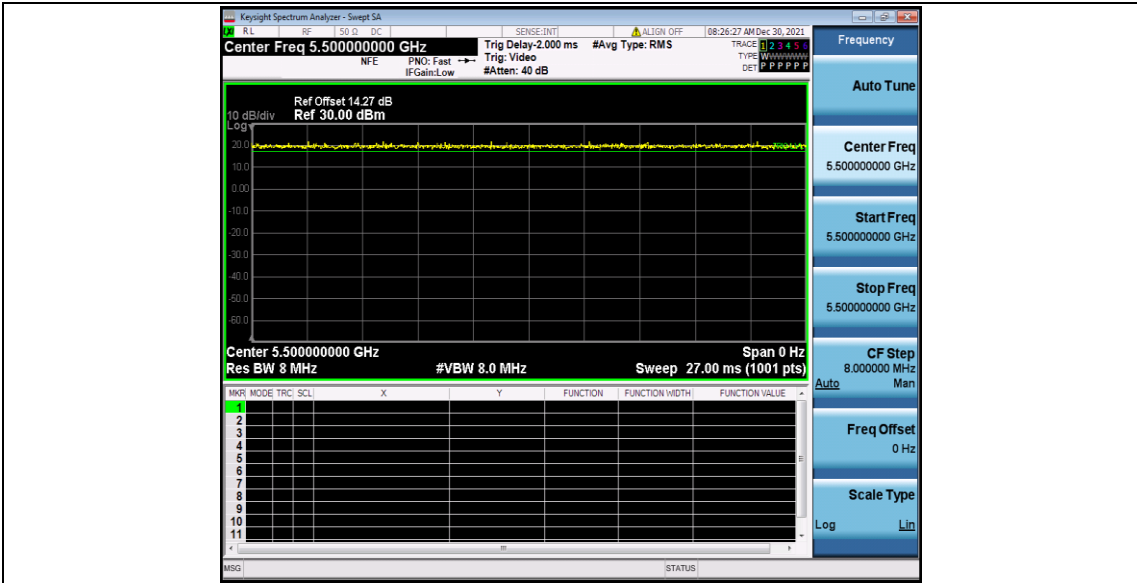 Keysight Spectrum Analyzer - Swept SA
RL RF 50 Ω DC SENSE:INT ALIGN OFF 08:26:27 AM Dec 30, 2021
Center Freq 5.500000000 GHz
NFE PNO: Fast IFGain:Low
Trig Delay-2.000 ms #Avg Type: RMS
Trig: Video
#Atten: 40 dB
TRACE 1 2 3 4 5 6
TYPE W
DET P P P P P P
Frequency
Auto Tune
Center Freq
5.500000000 GHz
Start Freq
5.500000000 GHz
Stop Freq
5.500000000 GHz
CF Step
8.000000 MHz
Auto Man
Freq Offset
0 Hz
Scale Type
Log Lin
Ref Offset 14.27 dB
10 dB/div Ref 30.00 dBm
Log
20.0
10.0
0.00
-10.0
-20.0
-30.0
-40.0
-50.0
-60.0
Center 5.500000000 GHz Span 0 Hz
Res BW 8 MHz #VBW 8.0 MHz Sweep 27.00 ms (1001 pts)
MKR MODE TRC SCL X Y FUNCTION FUNCTION WIDTH FUNCTION VALUE
1
2
3
4
5
6
7
8
9
10
11
MSG STATUS